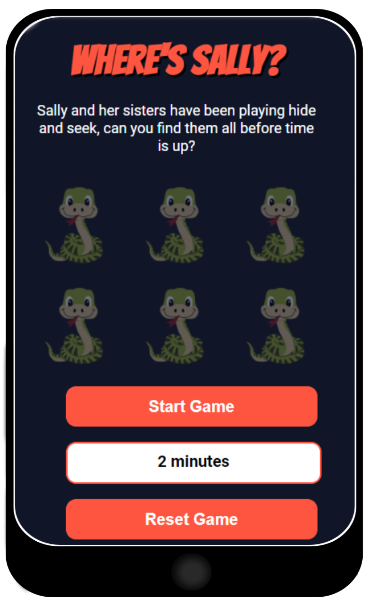 WHERE'S SALLY?
Sally and her sisters have been playing hide
and seek, can you find them all before time
is up?
Start Game
2 minutes
Reset Game